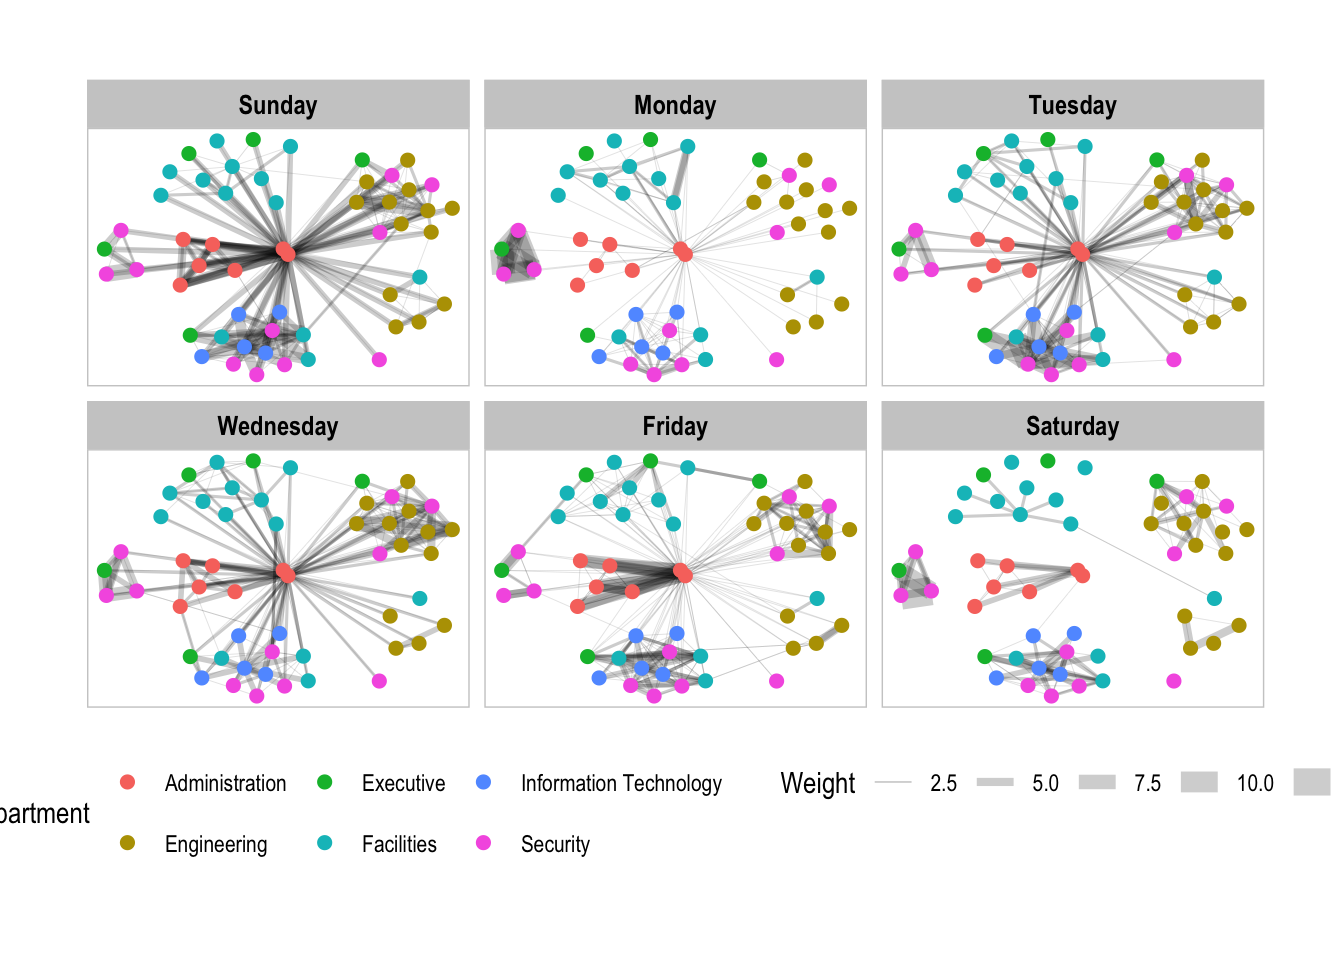 Sunday Monday Tuesday
Wednesday Friday Saturday
Administration Executive Information Technology Weight 2.5 5.0 7.5 10.0
partment
Engineering Facilities Security